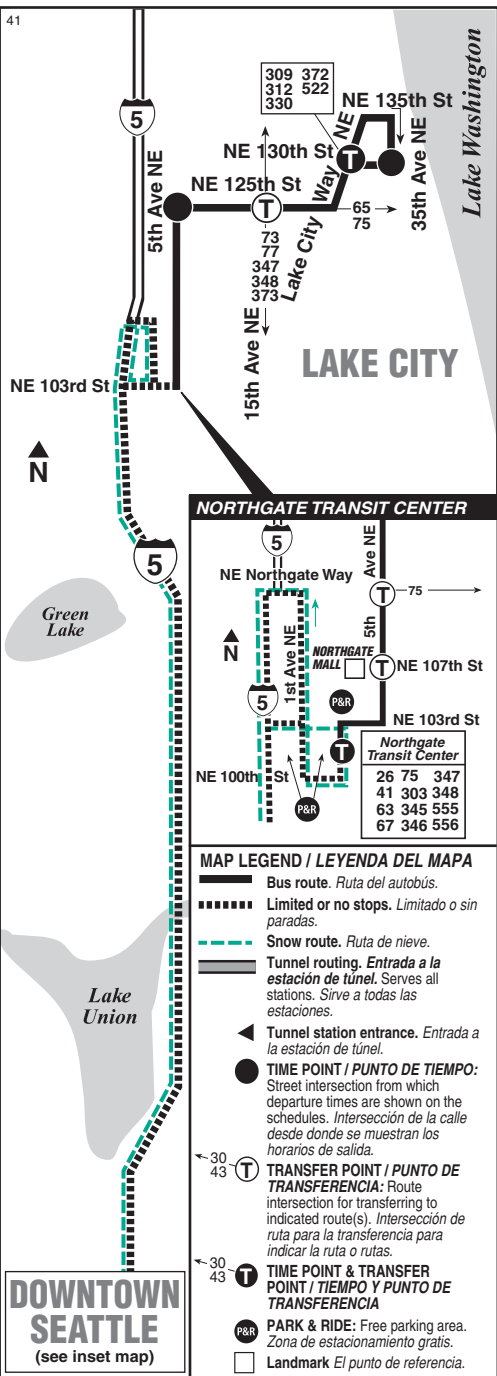 41
Lake Washington
309 372
312 522
330
NE 135th St
5
NE 130th St
NE 125th St
5th Ave NE
T
T
65
75
35th Ave NE
73
77
347
348
373
Lake City Way NE
15th Ave NE
LAKE CITY
NE 103rd St
N
5
Green
Lake
NORTHGATE TRANSIT CENTER
5
NE Northgate Way
5th Ave NE
T
75
N
1st Ave NE
NORTHGATE
MALL
T
NE 107th St
5
P&R
NE 103rd St
T
NE 100th St
P&R
Northgate
Transit Center
26 75 347
41 303 348
63 345 555
67 346 556
MAP LEGEND / LEYENDA DEL MAPA
Bus route. Ruta del autobús.
Limited or no stops. Limitado o sin
paradas.
Snow route. Ruta de nieve.
Tunnel routing. Entrada a la
estación de túnel. Serves all
stations. Sirve a todas las
estaciones.
Tunnel station entrance. Entrada a
la estación de túnel.
TIME POINT / PUNTO DE TIEMPO:
Street intersection from which
departure times are shown on the
schedules. Intersección de la calle
desde donde se muestran los
horarios de salida.
30
43
T
TRANSFER POINT / PUNTO DE
TRANSFERENCIA: Route
intersection for transferring to
indicated route(s). Intersección de
ruta para la transferencia para
indicar la ruta o rutas.
30
43
T
TIME POINT & TRANSFER
POINT / TIEMPO Y PUNTO DE
TRANSFERENCIA
P&R
PARK & RIDE: Free parking area.
Zona de estacionamiento gratis.
Landmark El punto de referencia.
Lake
Union
DOWNTOWN
SEATTLE
(see inset map)